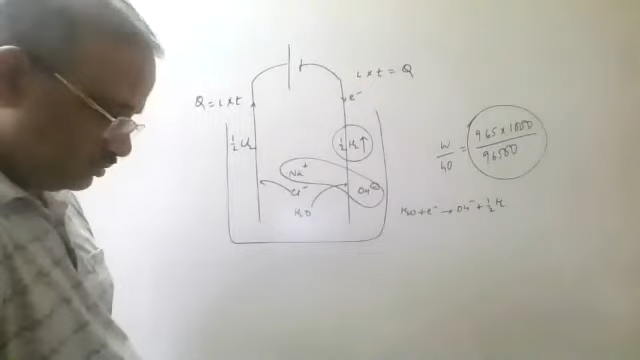 i x t = Q
Q = i x t
e⁻
½ Cl₂
½ H₂ ↑
Na⁺
Cl⁻
OH⁻
H₂O
W/40 = 965 x 1000 / 96500
H₂O + e⁻ → OH⁻ + ½ H₂